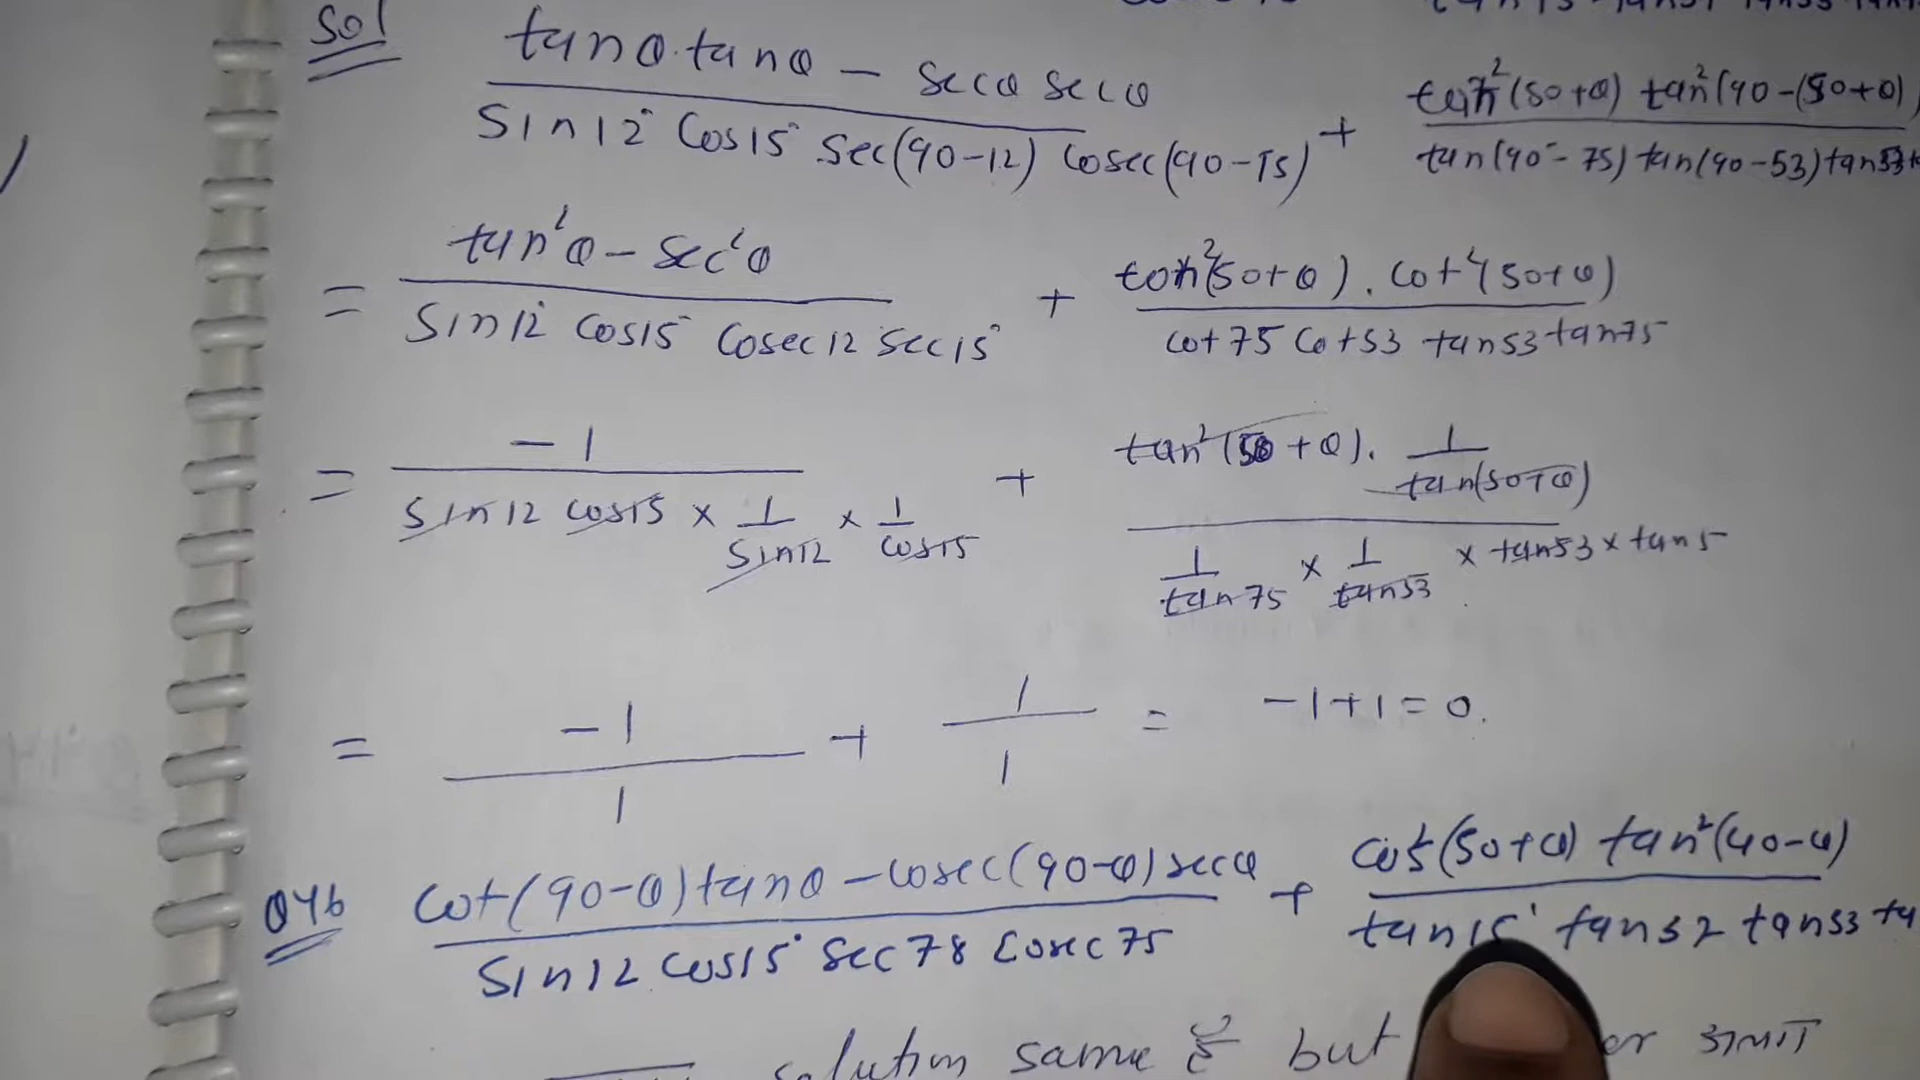 Sol
tanθ.tanθ - secθ secθ / Sin12° Cos15° Sec(90-12) Cosec(90-15) + tan²(50+θ) tan²(90-(50+θ) / tan(90°-75) tan(90-53) tan53
= tan²θ - Sec²θ / Sin12° Cos15° Cosec12 Sec15° + tan²(50+θ). Cot²(50+θ) / Cot75 Cot53 tan53 tan75
= -1 / Sin12 Cos15 × 1/Sin12 × 1/Cos15 + tan²(50+θ). 1/tan(50+θ) / 1/tan75 × 1/tan53 × tan53 × tan5
= -1/1 + 1/1 = -1+1=0.
Q46 Cot(90-θ)tanθ - Cosec(90-θ)secθ / Sin12 Cos15° Sec78 Cosec75 + (50+θ) tan²(40-θ) / tan15° tan32 tan53 ta
solution same है but